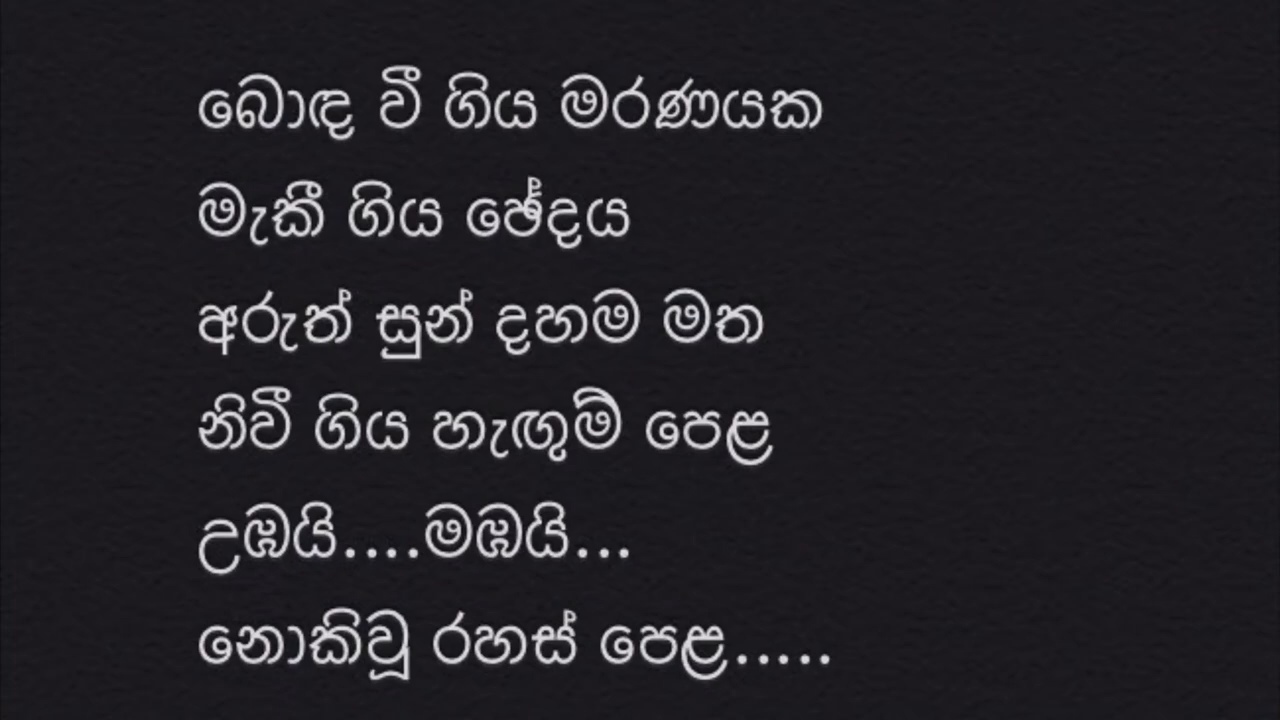 බොඳ වී ගිය මරණයක
මැකී ගිය ඡේදය
අරුත් සුන් දහම මත
නිවී ගිය හැඟුම් පෙළ
උඹයි....මඹයි...
නොකිවූ රහස් පෙළ.....